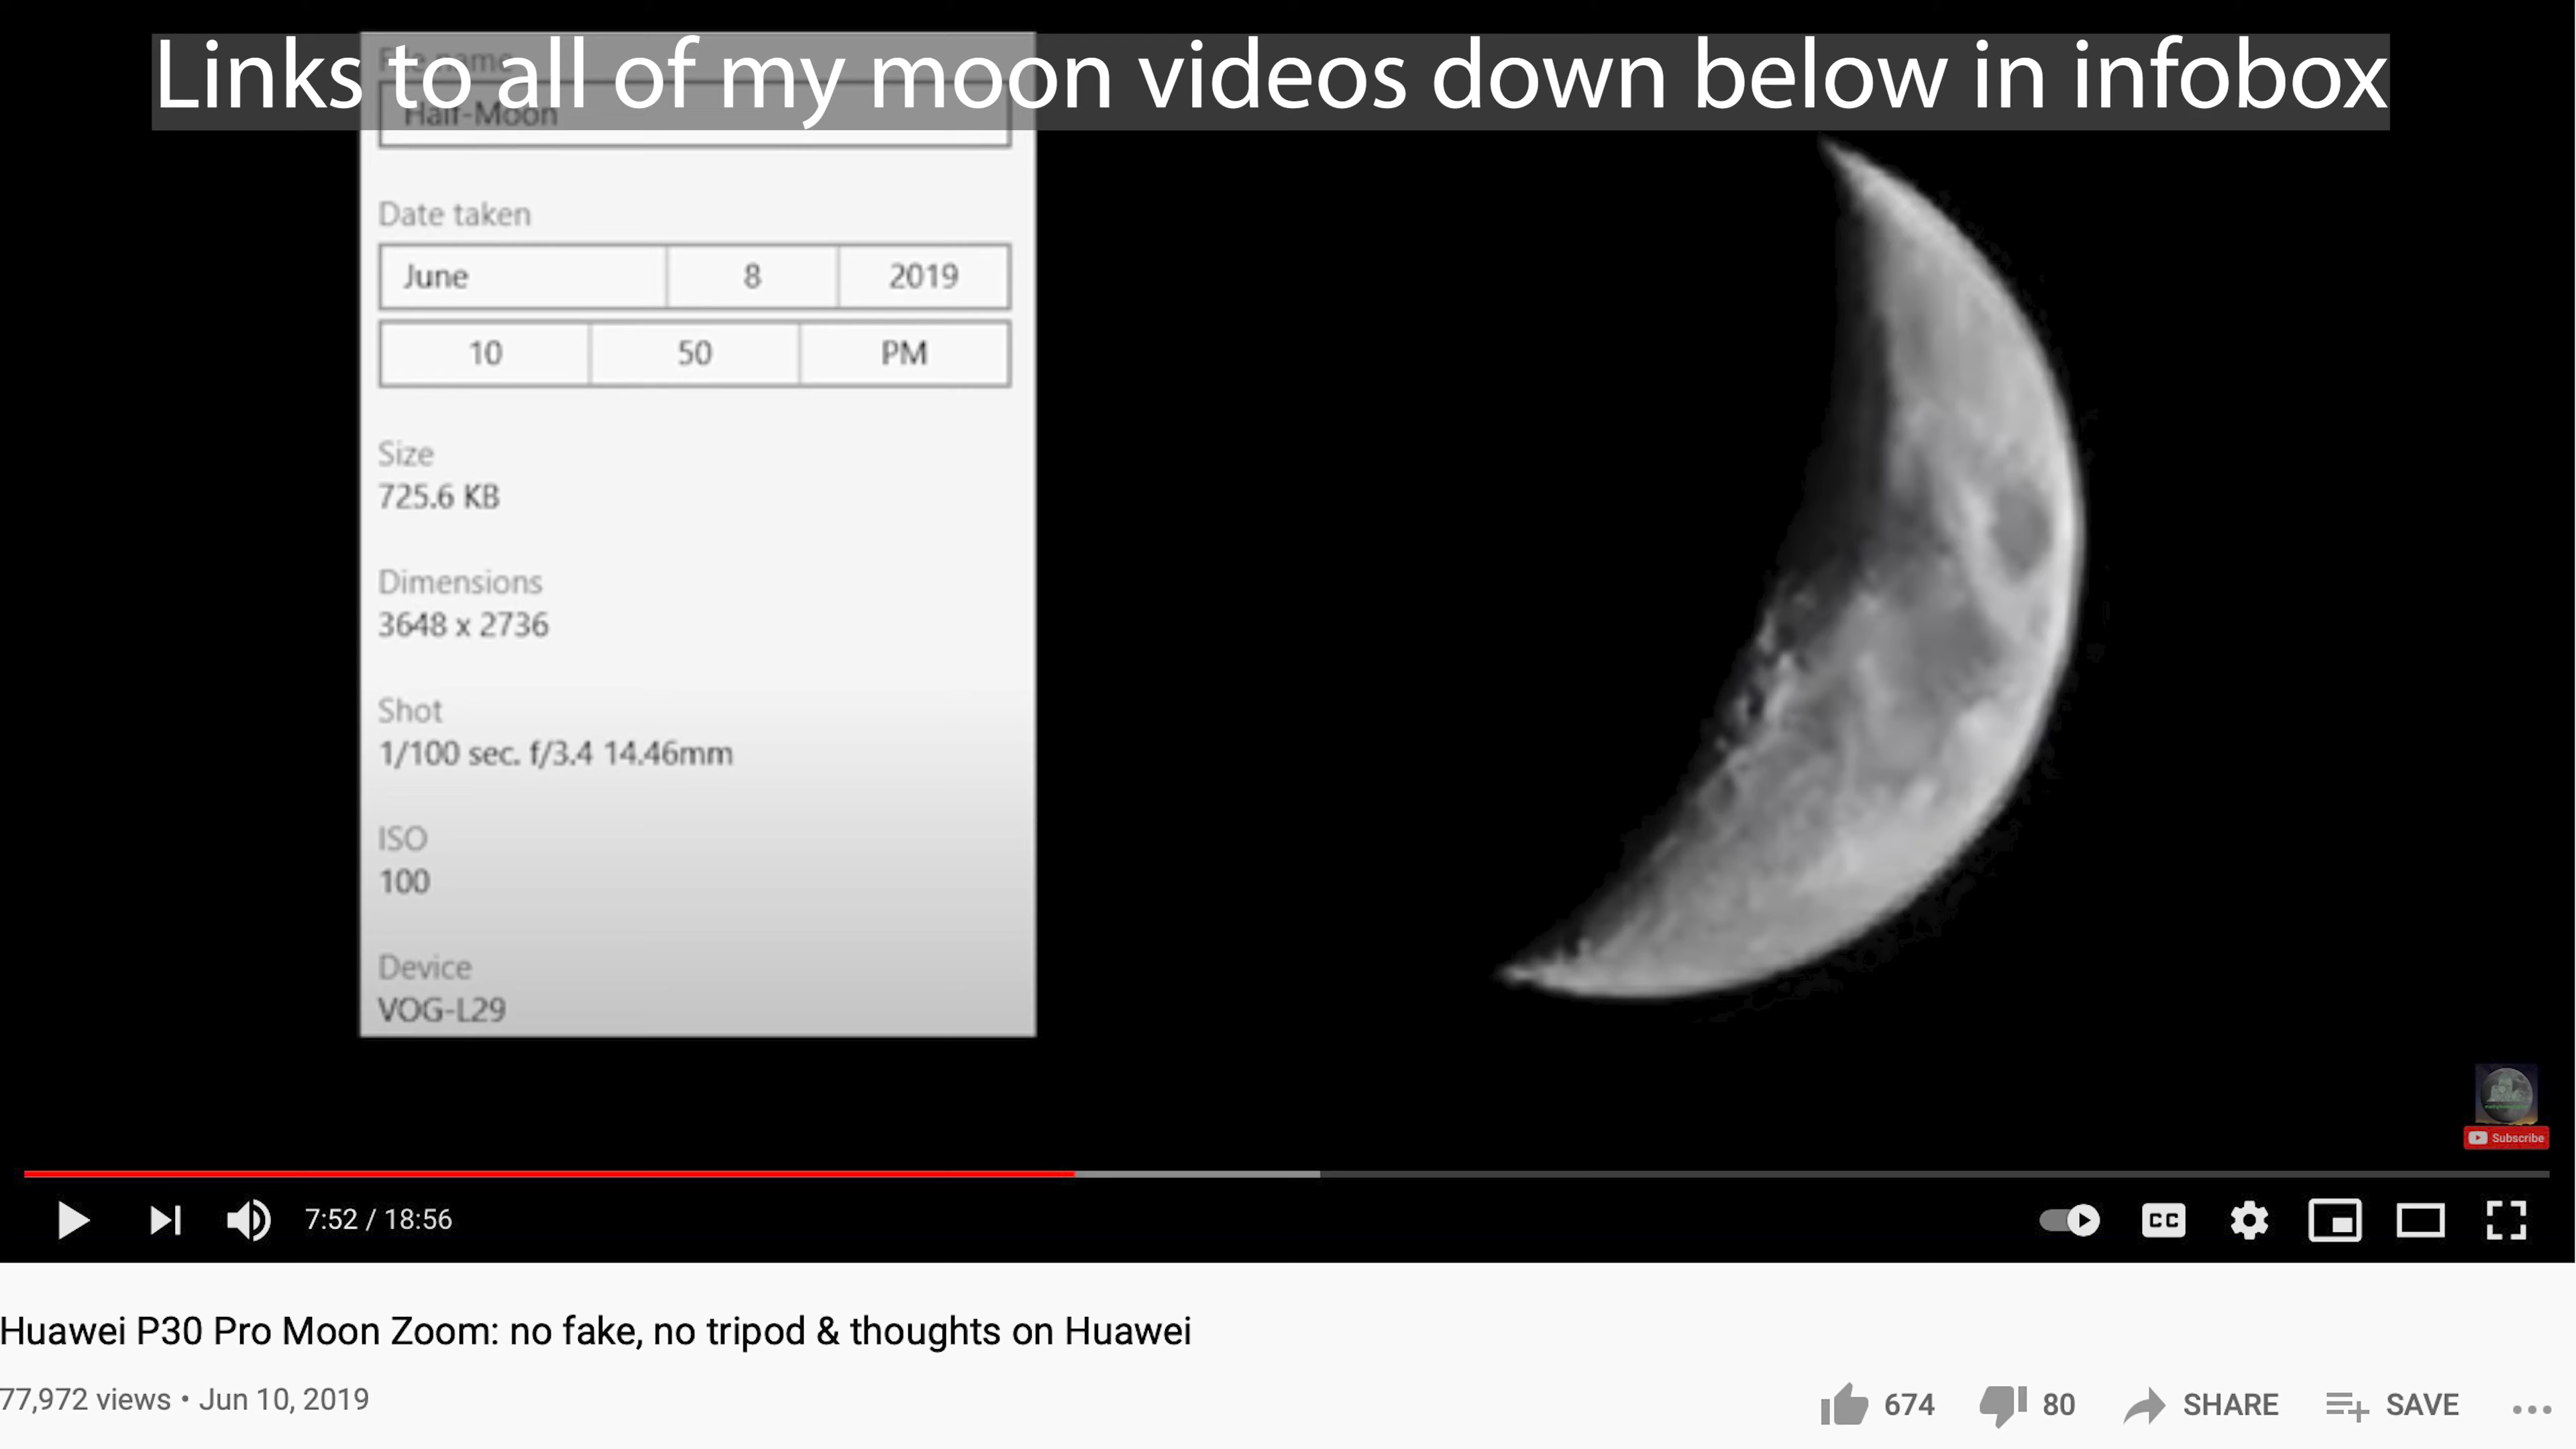 Links to all of my moon videos down below in infobox
File name
Half-Moon
Date taken
June 8 2019
10 50 PM
Size
725.6 KB
Dimensions
3648 x 2736
Shot
1/100 sec. f/3.4 14.46mm
ISO
100
Device
VOG-L29
Subscribe
7:52 / 18:56
CC
Huawei P30 Pro Moon Zoom: no fake, no tripod & thoughts on Huawei
77,972 views • Jun 10, 2019
674 80 SHARE SAVE